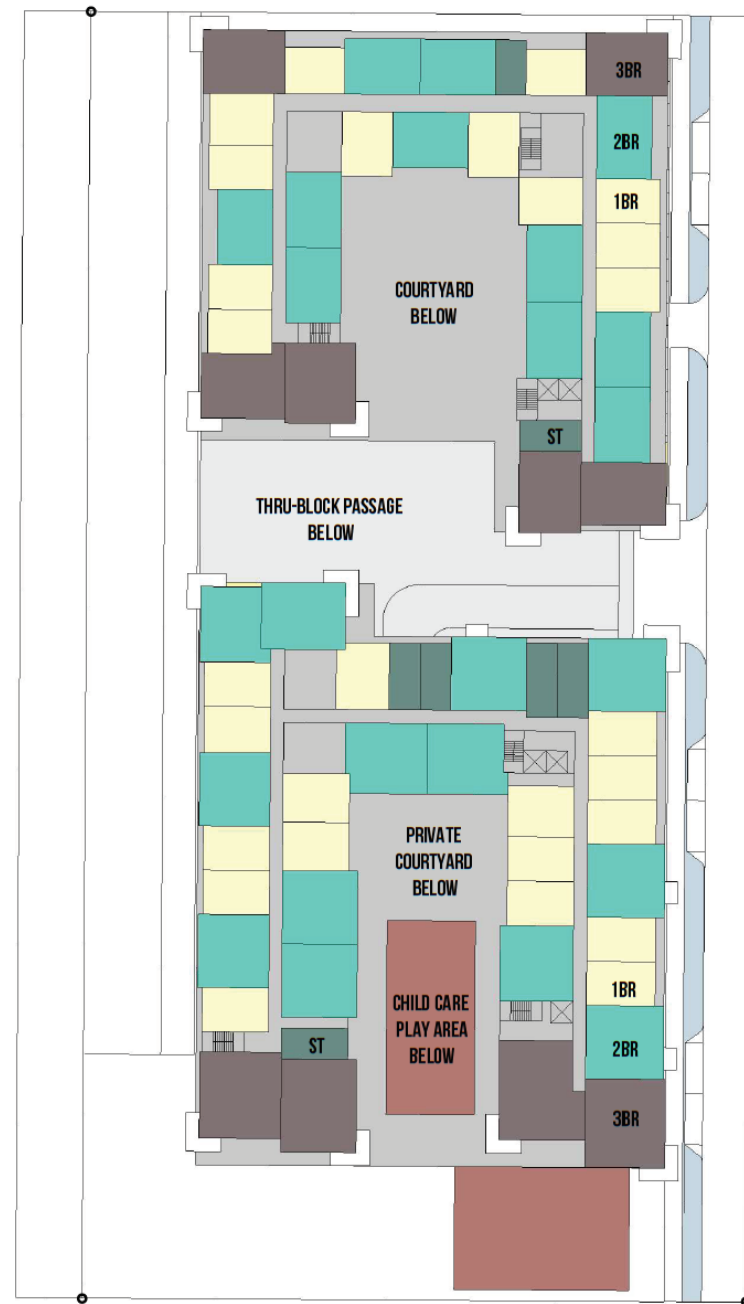 3BR
2BR
1BR
COURTYARD
BELOW
ST
THRU-BLOCK PASSAGE
BELOW
PRIVATE
COURTYARD
BELOW
1BR
CHILD CARE
PLAY AREA
BELOW
ST
2BR
3BR